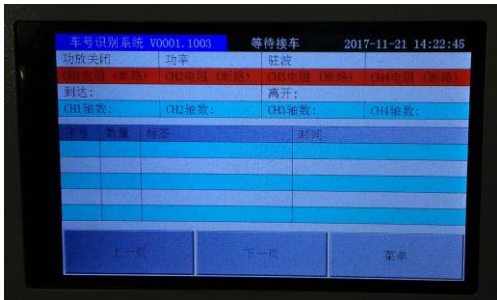 车号识别系统 V0001.1003 等待接车 2017-11-21 14:22:45
功放关闭 功率 驻波
CH1电阻 (断路) CH2电阻 (断路) CH3电阻 (断路) CH4电阻 (断路)
到达: 离开:
CH1轴数: CH2轴数: CH3轴数: CH4轴数:
序号 数量 标签 时间
上一页 下一页 菜单